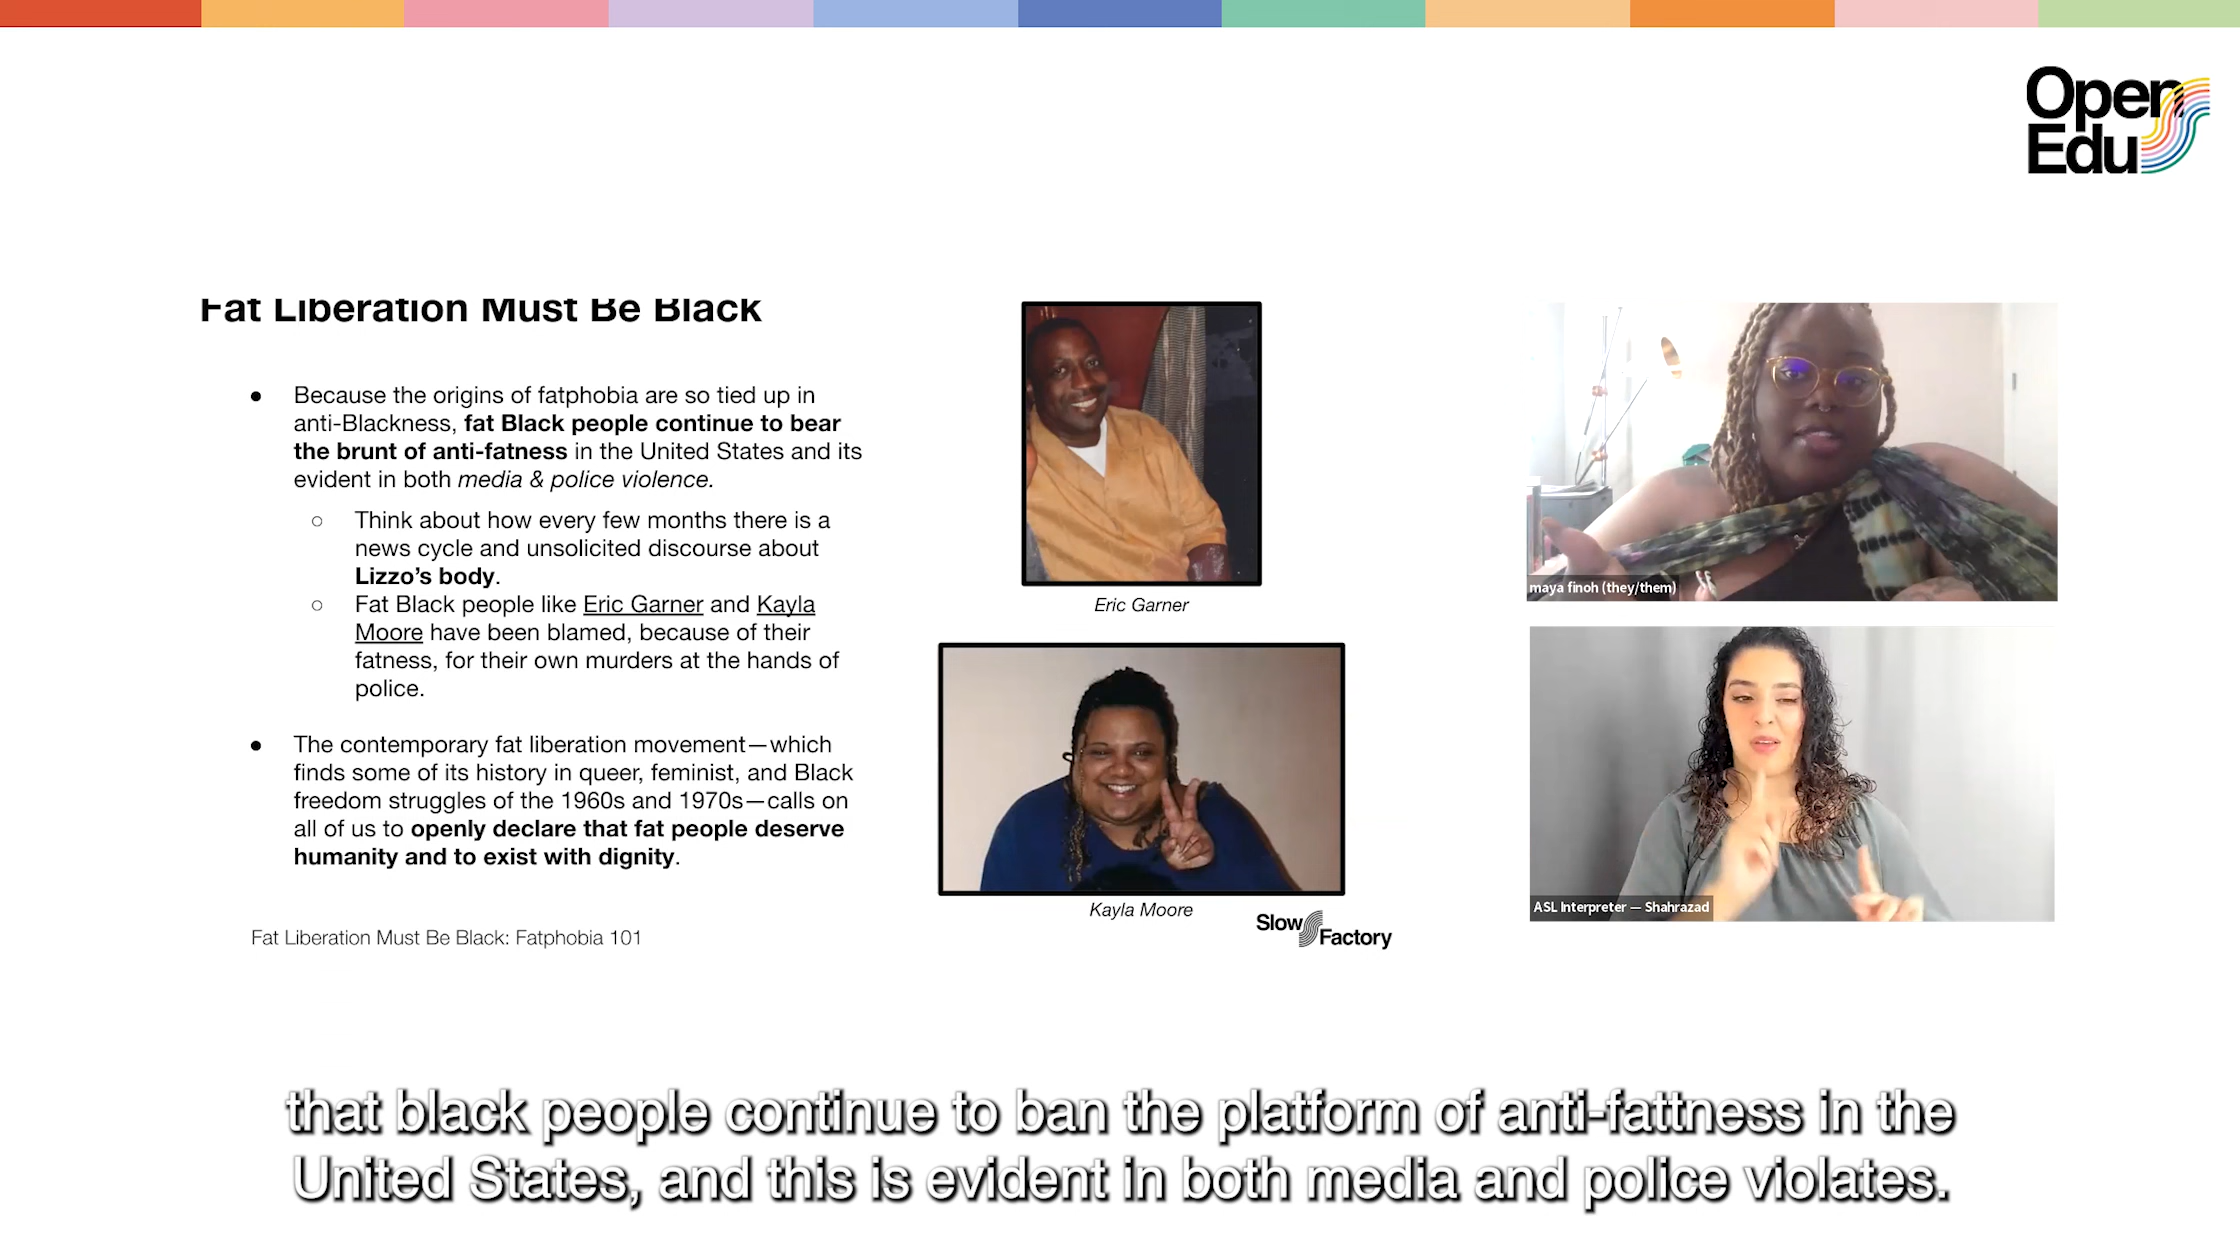 Open
Edu
Fat Liberation Must Be Black
● Because the origins of fatphobia are so tied up in
anti-Blackness, fat Black people continue to bear
the brunt of anti-fatness in the United States and its
evident in both media & police violence.
○ Think about how every few months there is a
news cycle and unsolicited discourse about
Lizzo’s body.
○ Fat Black people like Eric Garner and Kayla
Moore have been blamed, because of their
fatness, for their own murders at the hands of
police.
● The contemporary fat liberation movement—which
finds some of its history in queer, feminist, and Black
freedom struggles of the 1960s and 1970s—calls on
all of us to openly declare that fat people deserve
humanity and to exist with dignity.
Fat Liberation Must Be Black: Fatphobia 101
Eric Garner
Kayla Moore
Slow
Factory
maya finoh (they/them)
ASL Interpreter — Shahrazad
that black people continue to ban the platform of anti-fattness in the
United States, and this is evident in both media and police violates.